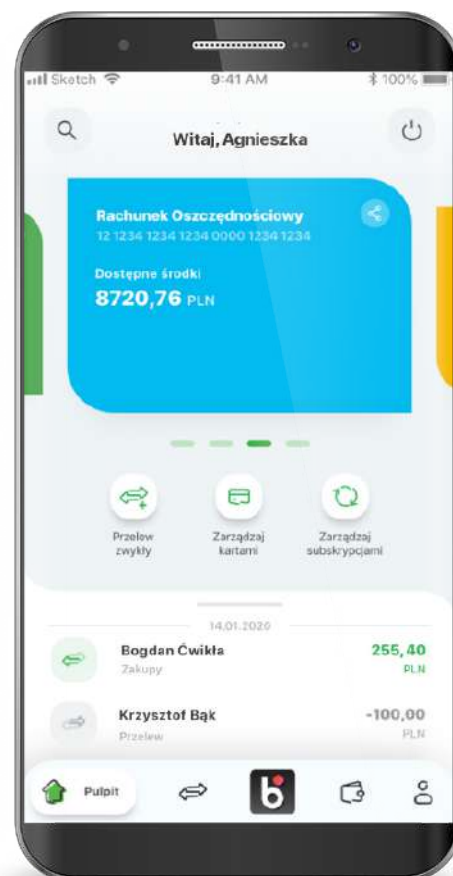 Sketch 9:41 AM 100%
Witaj, Agnieszka
Rachunek Oszczędnościowy
12 1234 1234 1234 0000 1234 1234
Dostępne środki
8720,76 PLN
Przelew zwykły
Zarządzaj kartami
Zarządzaj subskrypcjami
14.01.2020
Bogdan Ćwikła 255,40
Zakupy PLN
Krzysztof Bąk -100,00
Przelew PLN
Pulpit b